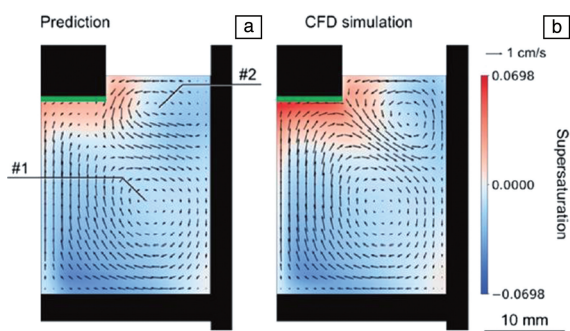 Prediction
a
CFD simulation
b
#2
#1
1 cm/s
0.0698
0.0000
−0.0698
Supersaturation
10 mm